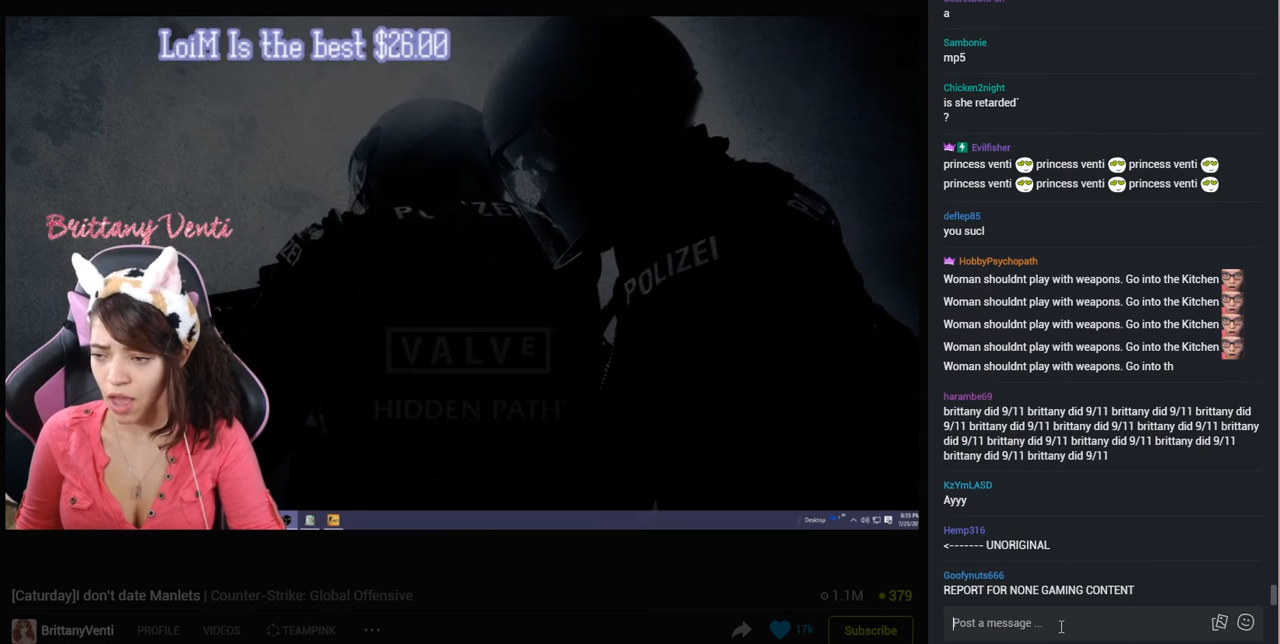 LoiM Is the best $26.00
Brittany Venti
POLIZEI
VALVE
HIDDEN PATH
Desktop
8:55 PM
[Caturday]I don't date Manlets | Counter-Strike: Global Offensive
1.1M
379
BrittanyVenti
PROFILE
VIDEOS
TEAMPINK
17k
Subscribe
a
Sambonie
mp5
Chicken2night
is she retarded`
?
Evilfisher
princess venti princess venti princess venti
princess venti princess venti princess venti
deflep85
you sucl
HobbyPsychopath
Woman shouldnt play with weapons. Go into the Kitchen
Woman shouldnt play with weapons. Go into the Kitchen
Woman shouldnt play with weapons. Go into the Kitchen
Woman shouldnt play with weapons. Go into the Kitchen
Woman shouldnt play with weapons. Go into th
harambe69
brittany did 9/11 brittany did 9/11 brittany did 9/11 brittany did
9/11 brittany did 9/11 brittany did 9/11 brittany did 9/11 brittany
did 9/11 brittany did 9/11 brittany did 9/11 brittany did 9/11
brittany did 9/11 brittany did 9/11
KzYmLASD
Ayyy
Hemp316
<------- UNORIGINAL
Goofynuts666
REPORT FOR NONE GAMING CONTENT
Post a message ...